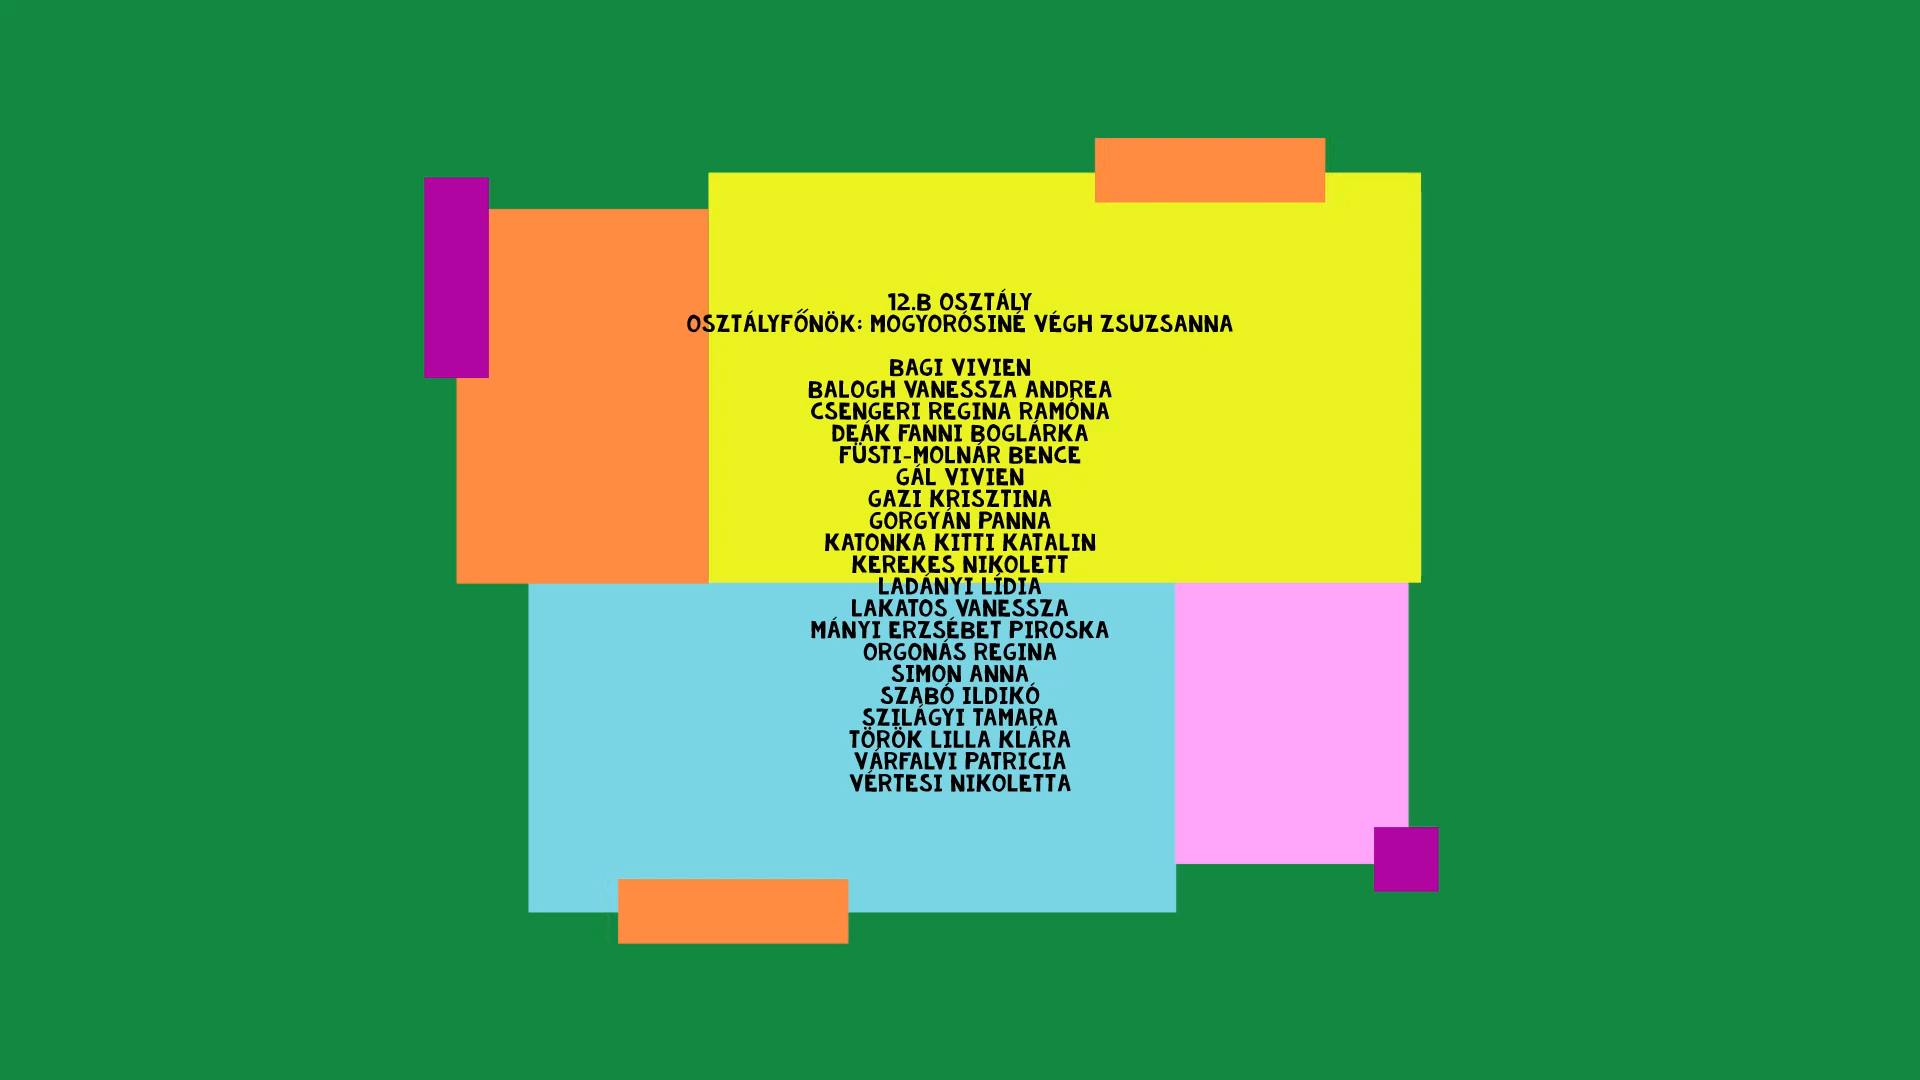 12.B OSZTÁLY
OSZTÁLYFŐNÖK: MOGYORÓSINÉ VÉGH ZSUZSANNA
BAGI VIVIEN
BALOGH VANESSZA ANDREA
CSENGERI REGINA RAMÓNA
DEÁK FANNI BOGLÁRKA
FÜSTI-MOLNÁR BENCE
GÁL VIVIEN
GAZI KRISZTINA
GORGYÁN PANNA
KATONKA KITTI KATALIN
KEREKES NIKOLETT
LADÁNYI LÍDIA
LAKATOS VANESSZA
MÁNYI ERZSÉBET PIROSKA
ORGONÁS REGINA
SIMON ANNA
SZABÓ ILDIKÓ
SZILÁGYI TAMARA
TÖRÖK LILLA KLÁRA
VÁRFALVI PATRICIA
VÉRTESI NIKOLETTA